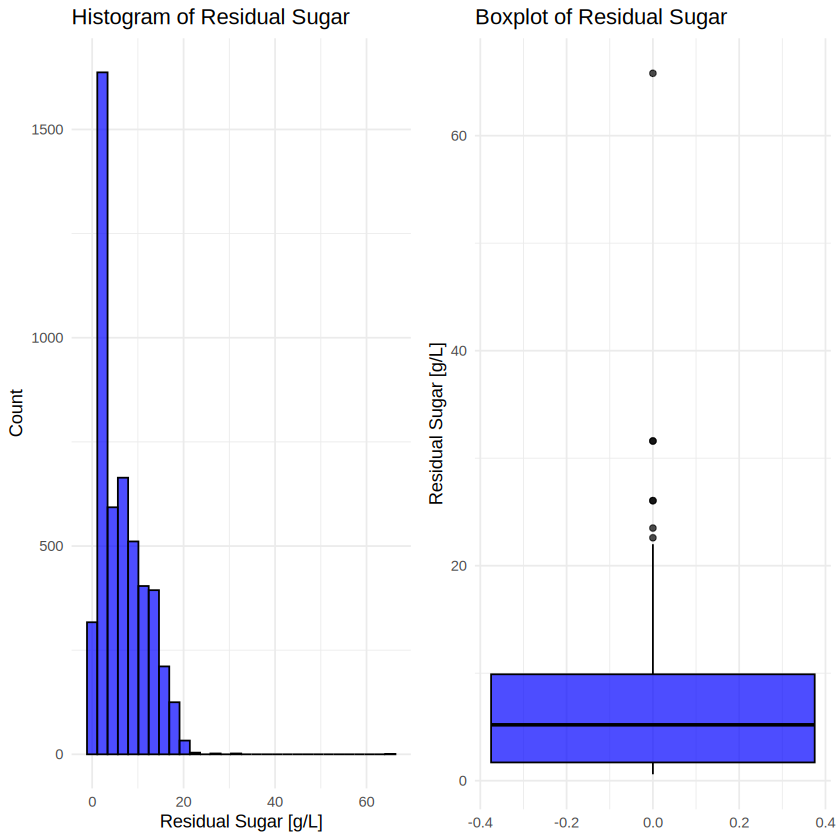 Histogram of Residual Sugar
Count
1500
1000
500
0
0 20 40 60
Residual Sugar [g/L]
Boxplot of Residual Sugar
Residual Sugar [g/L]
60
40
20
0
-0.4 -0.2 0.0 0.2 0.4